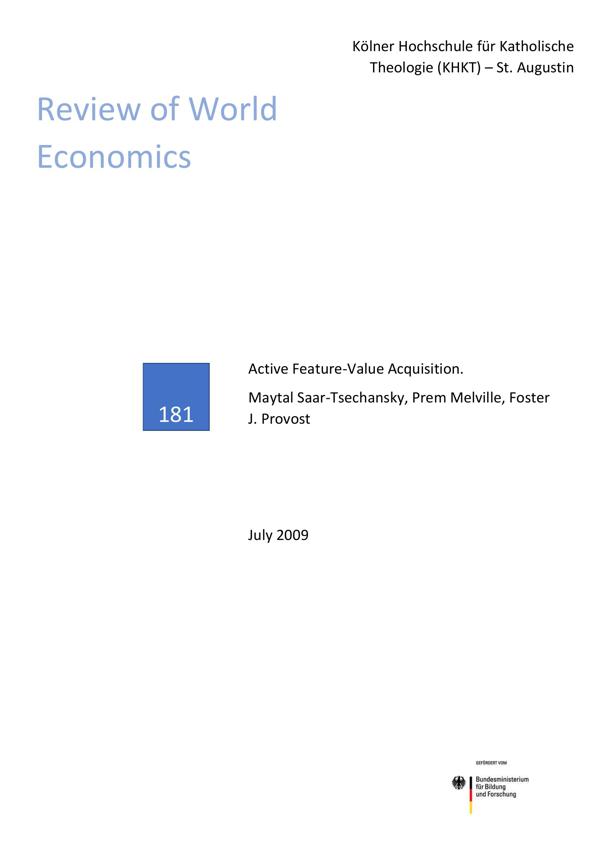 Kölner Hochschule für Katholische
Theologie (KHKT) – St. Augustin
Review of World
Economics
181
Active Feature-Value Acquisition.
Maytal Saar-Tsechansky, Prem Melville, Foster
J. Provost
July 2009
GEFÖRDERT VOM
Bundesministerium
für Bildung
und Forschung